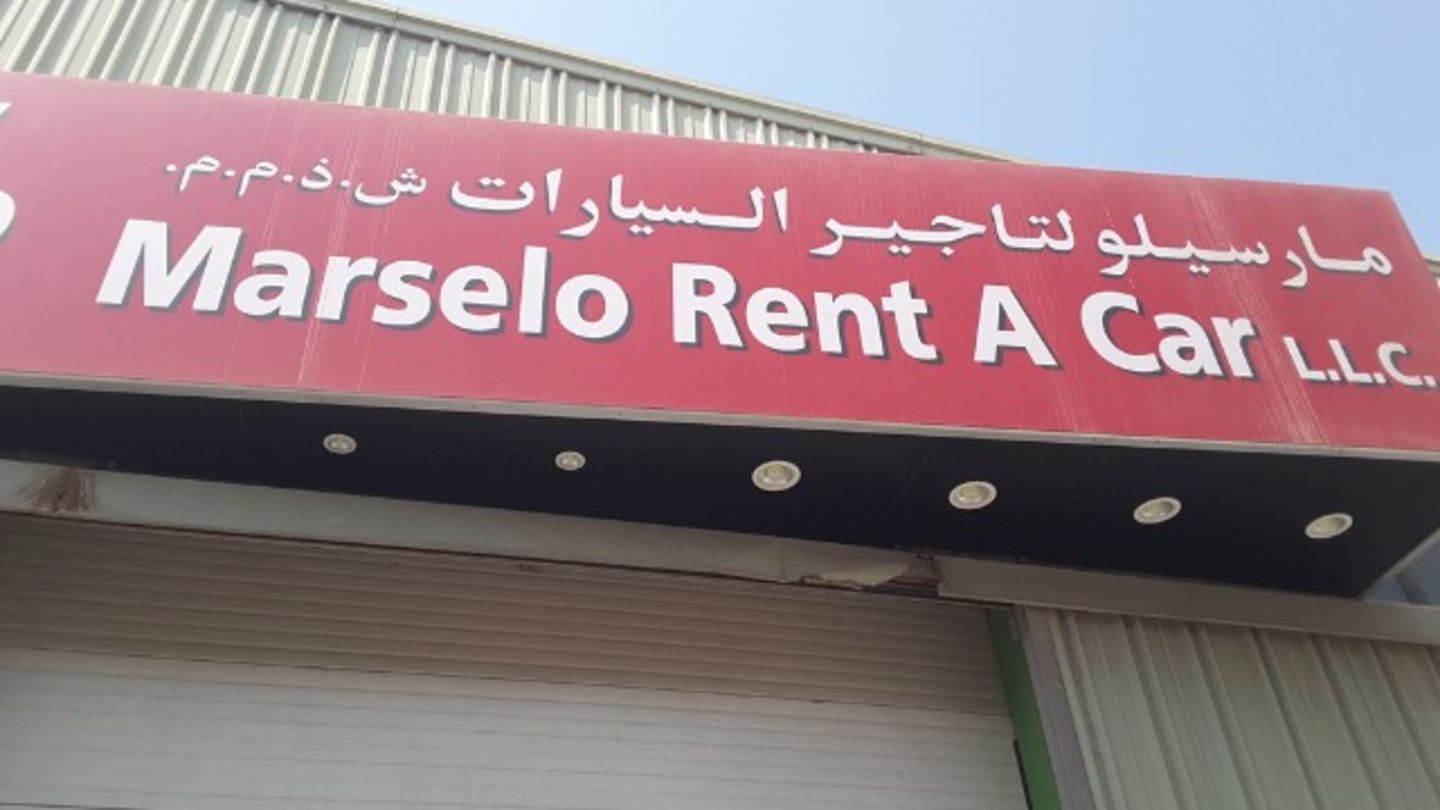 مارسيلو لتاجير السيارات ش.ذ.م.م.
Marselo Rent A Car L.L.C.